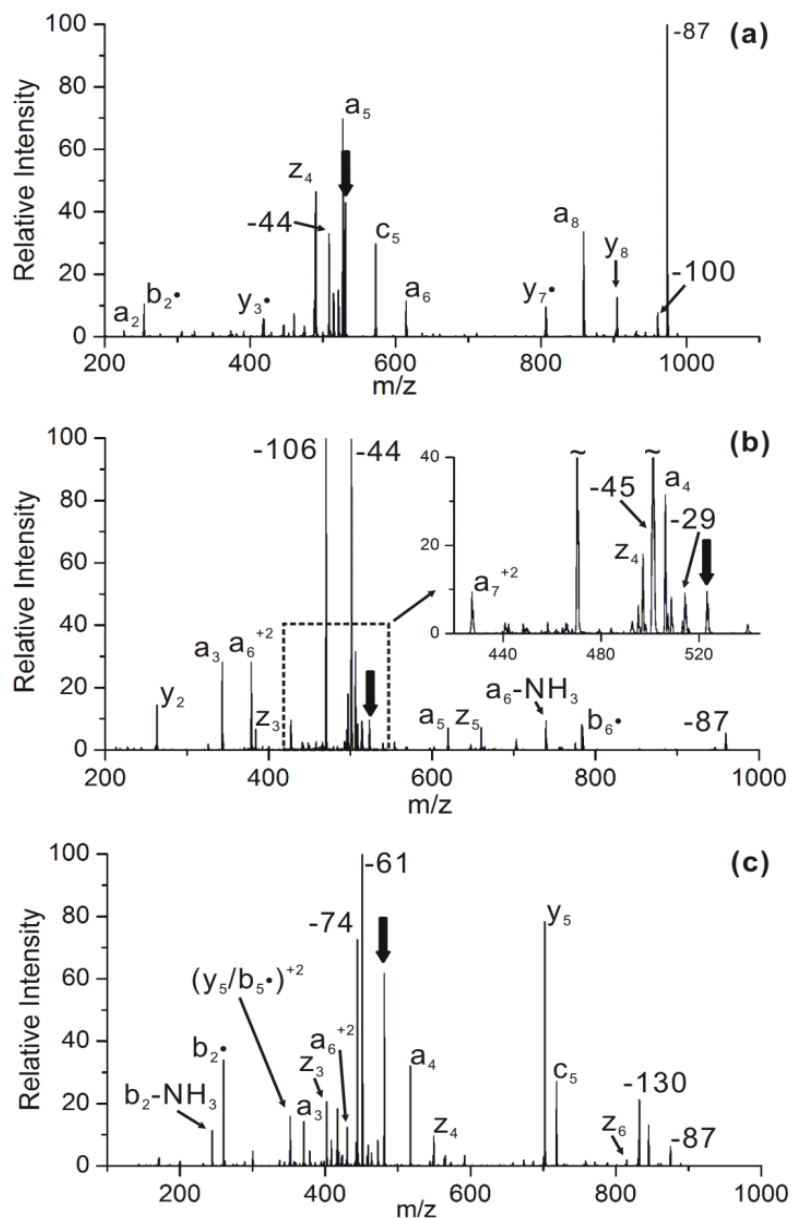 (a)
Relative Intensity
100
80
60
40
20
0
-87
a₅
z₄
-44
c₅
a₈
y₈
a₆
-100
a₂
b₂•
y₃•
y₇•
200 400 600 800 1000
m/z
(b)
Relative Intensity
100
80
60
40
20
0
-106
-44
40
20
0
~ ~
-45
a₄
-29
z₄
a₇⁺²
440 480 520
a₃
a₆⁺²
y₂
z₃
a₅
z₅
a₆-NH₃
b₆•
-87
200 400 600 800 1000
m/z
(c)
Relative Intensity
100
80
60
40
20
0
-61
-74
y₅
(y₅/b₅•)⁺²
a₆⁺²
b₂•
z₃
a₄
b₂-NH₃
a₃
c₅
-130
z₄
z₆
-87
200 400 600 800 1000
m/z